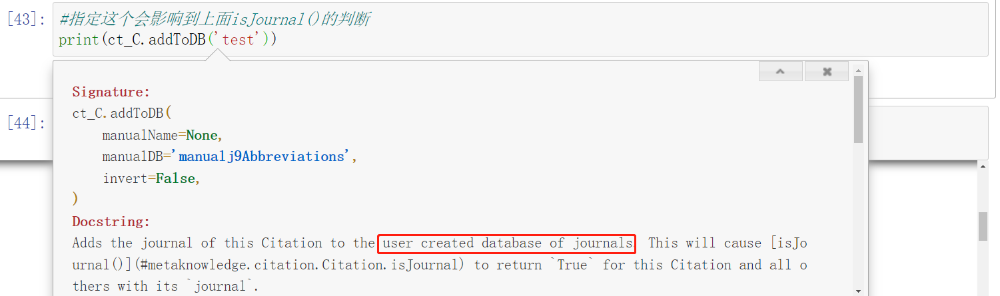 [43]: #指定这个会影响到上面isJournal()的判断
print(ct_C.addToDB('test'))
Signature:
ct_C.addToDB(
    manualName=None,
    manualDB='manualj9Abbreviations',
    invert=False,
)
[44]:
Docstring:
Adds the journal of this Citation to the user created database of journals  This will cause [isJo
urnal()](#metaknowledge.citation.Citation.isJournal) to return `True` for this Citation and all o
thers with its `journal`.